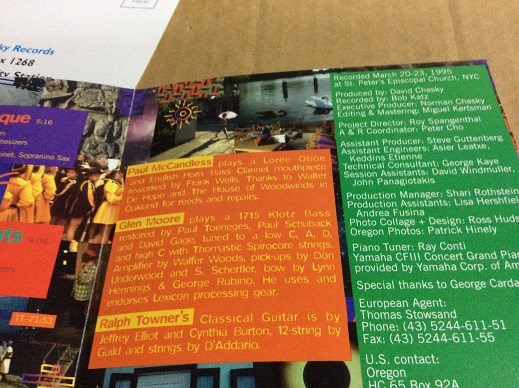 Here
ky Records
x 1268
que 5:16
hesizers
inet, Sopranino Sax
ts 9:04
TT-71:53
Paul McCandless plays a Loree Oboe
and English Horn, Bass Clarinet mouthpiece
reworked by Frank Wells. Thanks to Walter
De Hope and The House of Woodwinds in
Oakland for reeds and repairs.
Glen Moore plays a 1715 Klotz Bass
restored by Paul Toenegies, Paul Schuback
and David Gage, tuned to a low C, A, D,
and high C with Thomastic Spirocore strings.
Amplifier by Walter Woods, pick-ups by Don
Underwood and S. Schertler, bow by Lynn
Hennings & George Rubino. He uses and
endorses Lexicon processing gear.
Ralph Towner's Classical Guitar is by
Jeffrey Elliot and Cynthia Burton, 12-string by
Guild and strings by D'Addario.
Recorded March 20-23, 1995
at St. Peter's Episcopal Church, NYC
Produced by: David Chesky
Recorded by: Bob Katz
Executive Producer: Norman Chesky
Editing & Mastering: Miguel Kertsman
Project Director: Roy Spangenthal
A & R Coordinator: Peter Cho
Assistant Producer: Steve Guttenberg
Assistant Engineers: Asier Leatxe,
Keddins Etienne
Technical Consultant: George Kaye
Session Assistants: David Windmuller,
John Panagiotakis
Production Manager: Shari Rothstein
Production Assistants: Lisa Hershfiel
Andrea Fusina
Photo Collage + Design: Ross Huds
Oregon Photos: Patrick Hinely
Piano Tuner: Ray Conti
Yamaha CFIII Concert Grand Pian
provided by Yamaha Corp. of Am
Special thanks to George Carda
European Agent:
Thomas Stowsand
Phone: (43) 5244-611-51
Fax: (43) 5244-611-55
U.S. contact:
Oregon
HC 65 Box 92A